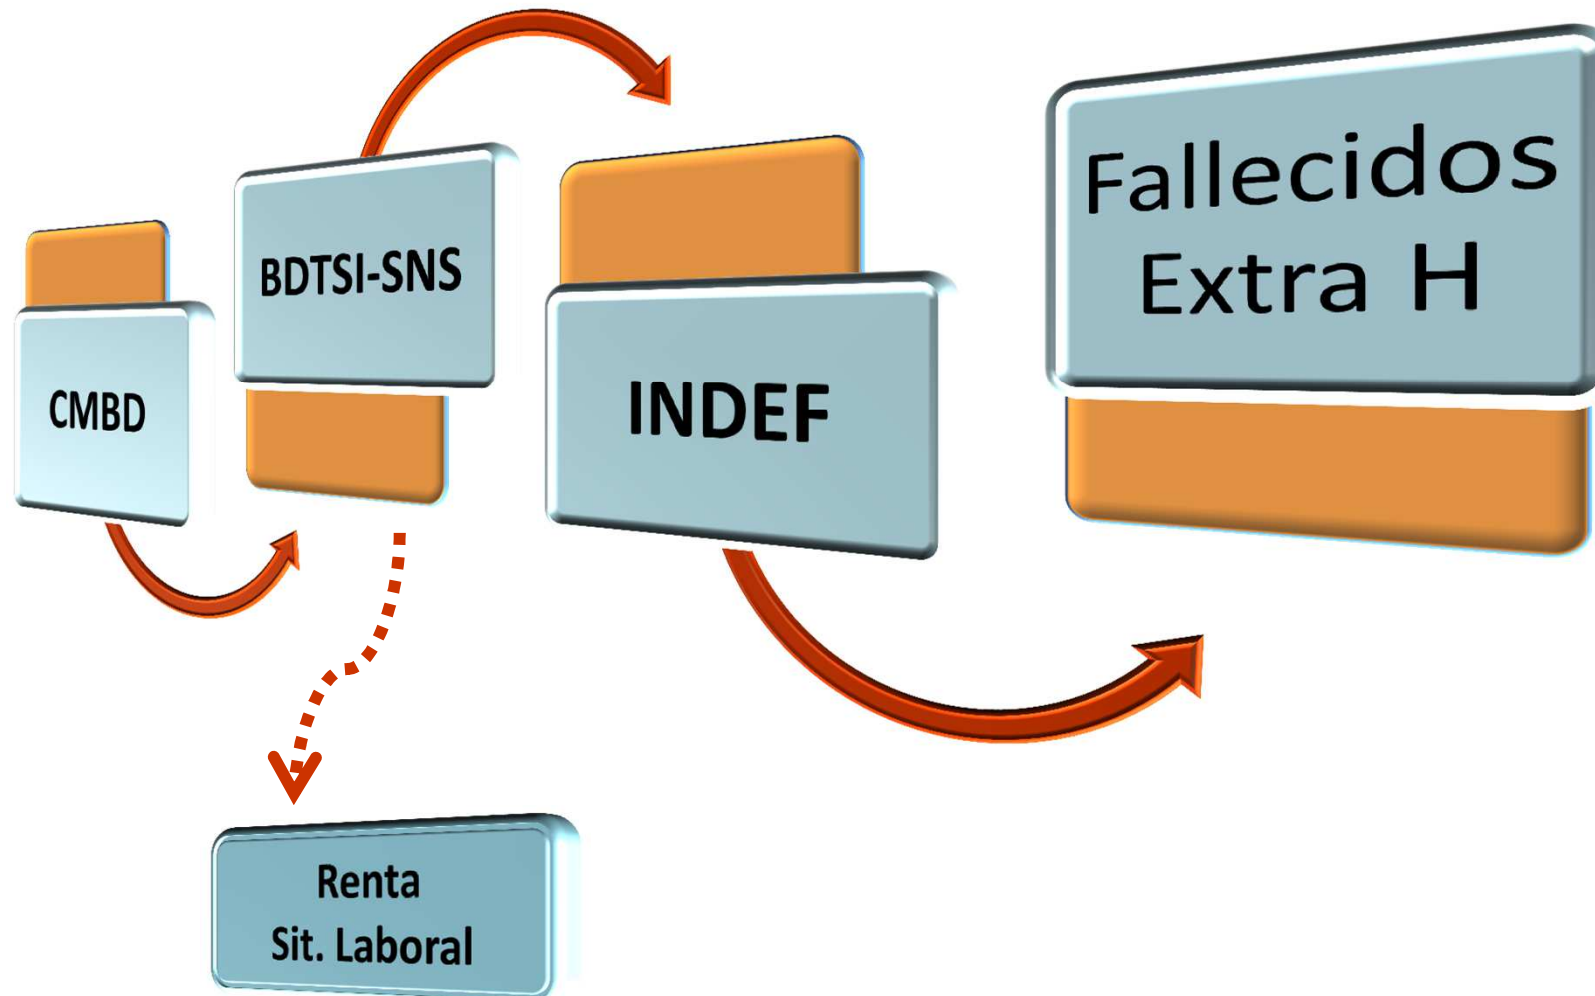 CMBD
BDTSI-SNS
INDEF
Fallecidos
Extra H
Renta
Sit. Laboral